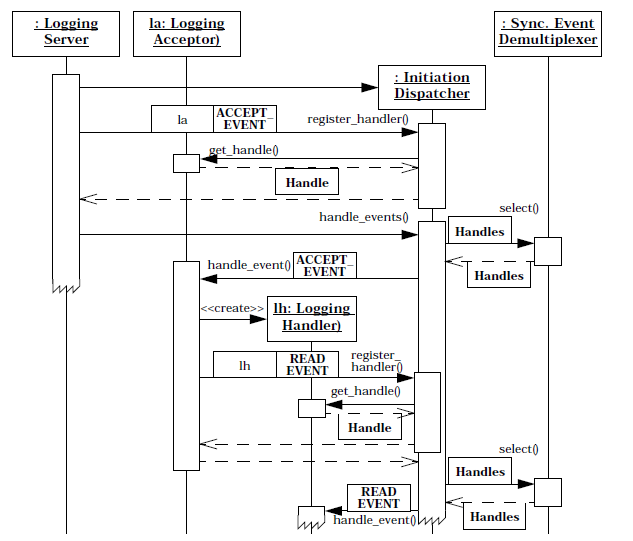 : Logging
Server
la: Logging
Acceptor)
: Sync. Event
Demultiplexer
: Initiation
Dispatcher
la
ACCEPT_
EVENT
register_handler()
get_handle()
Handle
handle_events()
select()
Handles
Handles
handle_event()
ACCEPT_
EVENT
<<create>>
lh: Logging
Handler)
lh
READ
EVENT
register_
handler()
get_handle()
Handle
select()
Handles
READ
EVENT
Handles
handle_event()